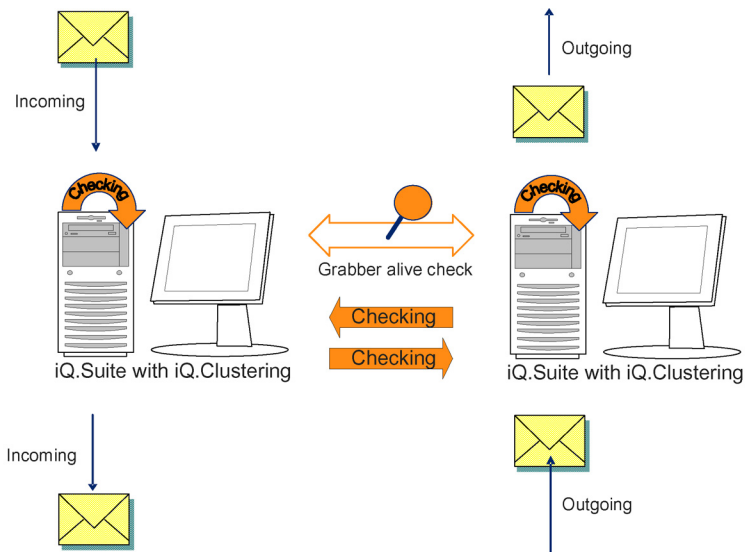 Outgoing
Incoming
Checking
Checking
Grabber alive check
Checking
Checking
iQ.Suite with iQ.Clustering
iQ.Suite with iQ.Clustering
Incoming
Outgoing